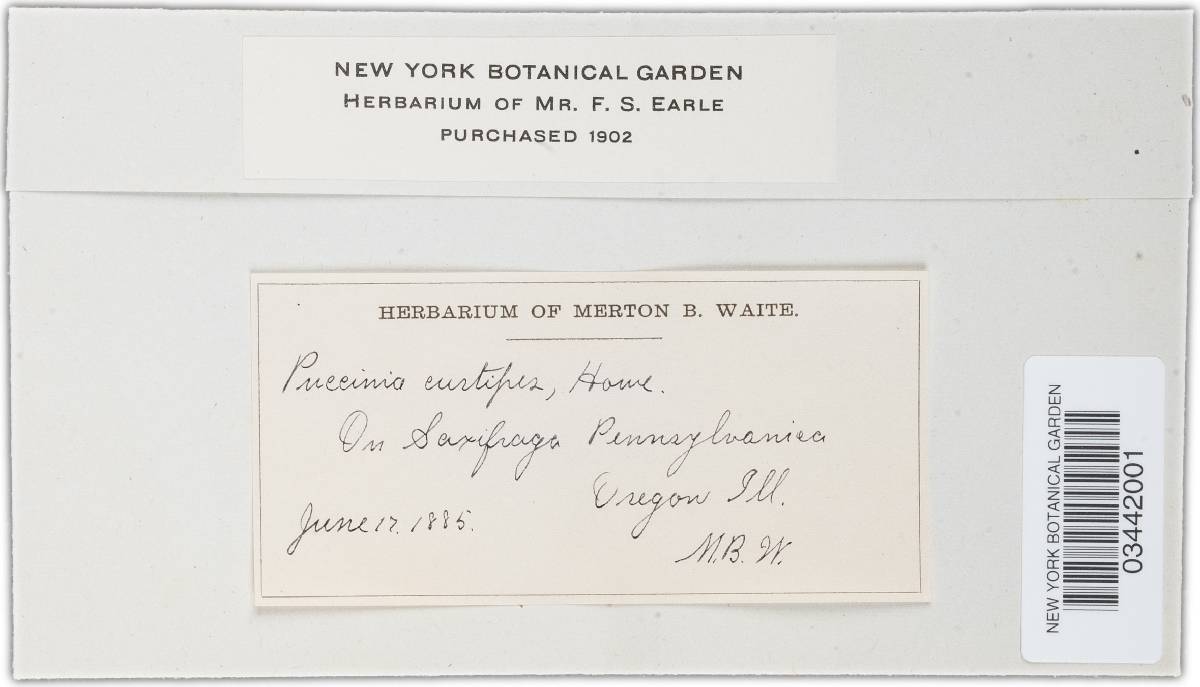 NEW YORK BOTANICAL GARDEN
HERBARIUM OF MR. F. S. EARLE
PURCHASED 1902
HERBARIUM OF MERTON B. WAITE.
Puccinia curtipes, Howe.
On Saxifraga Pennsylvanica
Oregon Ill.
June 17. 1885.
M.B.W.
NEW YORK BOTANICAL GARDEN
03442001